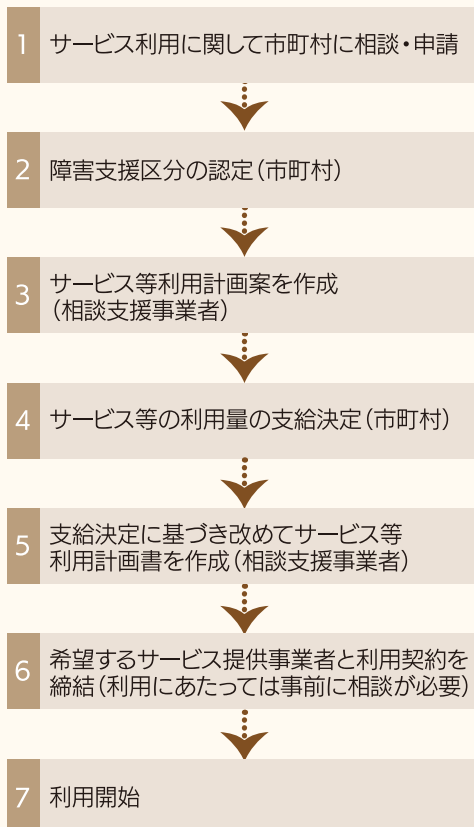 1 サービス利用に関して市町村に相談・申請
2 障害支援区分の認定(市町村)
3 サービス等利用計画案を作成
(相談支援事業者)
4 サービス等の利用量の支給決定(市町村)
5 支給決定に基づき改めてサービス等
利用計画書を作成(相談支援事業者)
6 希望するサービス提供事業者と利用契約を
締結(利用にあたっては事前に相談が必要)
7 利用開始